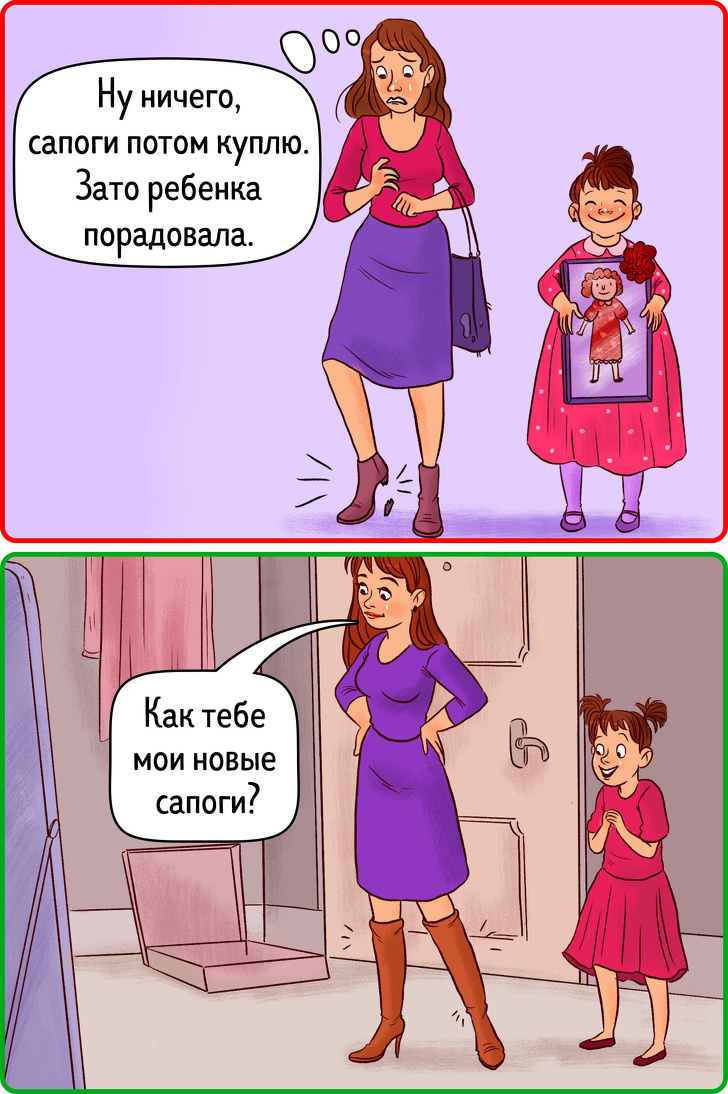 Ну ничего,
сапоги потом куплю.
Зато ребенка
порадовала.
Как тебе
мои новые
сапоги?